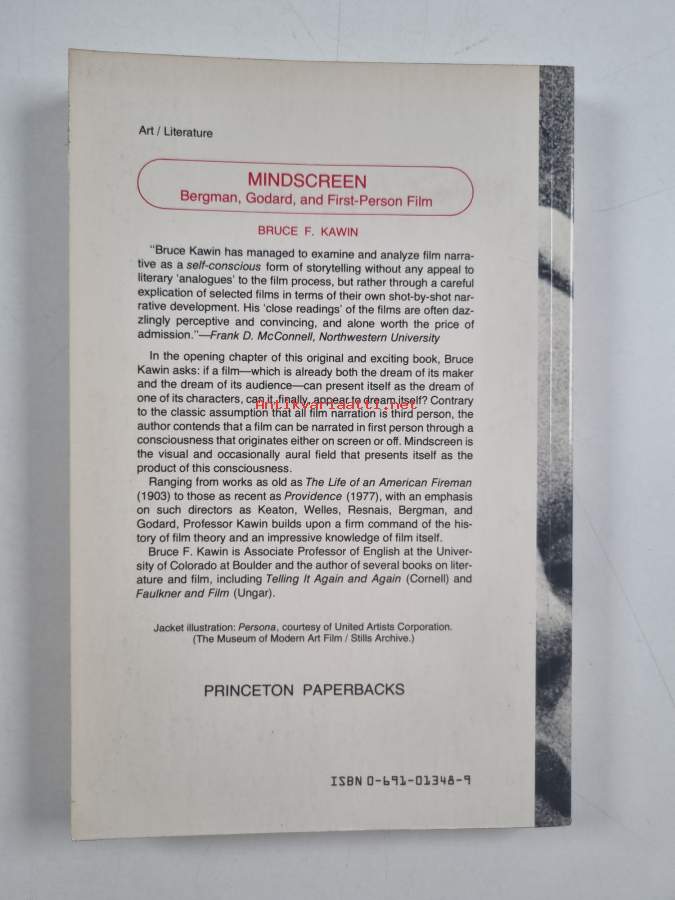 Art / Literature
MINDSCREEN
Bergman, Godard, and First-Person Film
BRUCE F. KAWIN
"Bruce Kawin has managed to examine and analyze film narra-
tive as a self-conscious form of storytelling without any appeal to
literary 'analogues' to the film process, but rather through a careful
explication of selected films in terms of their own shot-by-shot nar-
rative development. His 'close readings' of the films are often daz-
zlingly perceptive and convincing, and alone worth the price of
admission."—Frank D. McConnell, Northwestern University
In the opening chapter of this original and exciting book, Bruce
Kawin asks: if a film—which is already both the dream of its maker
and the dream of its audience—can present itself as the dream of
one of its characters, can it, finally, appear to dream itself? Contrary
Antikvariaatti.net
to the classic assumption that all film narration is third person, the
author contends that a film can be narrated in first person through a
consciousness that originates either on screen or off. Mindscreen is
the visual and occasionally aural field that presents itself as the
product of this consciousness.
Ranging from works as old as The Life of an American Fireman
(1903) to those as recent as Providence (1977), with an emphasis
on such directors as Keaton, Welles, Resnais, Bergman, and
Godard, Professor Kawin builds upon a firm command of the his-
tory of film theory and an impressive knowledge of film itself.
Bruce F. Kawin is Associate Professor of English at the Univer-
sity of Colorado at Boulder and the author of several books on liter-
ature and film, including Telling It Again and Again (Cornell) and
Faulkner and Film (Ungar).
Jacket illustration: Persona, courtesy of United Artists Corporation.
(The Museum of Modern Art Film / Stills Archive.)
PRINCETON PAPERBACKS
ISBN 0-691-01348-9